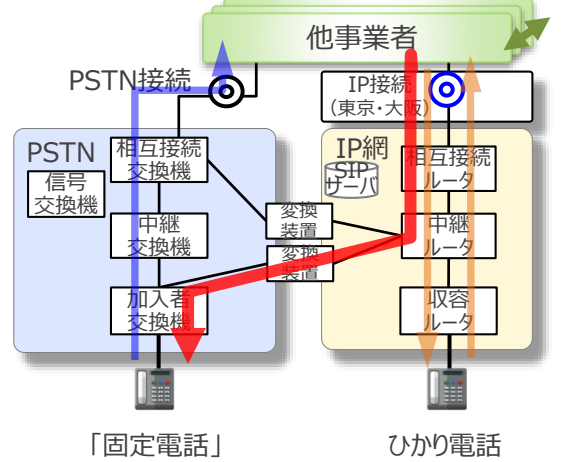 他事業者
PSTN接続
IP接続
（東京・大阪）
PSTN
相互接続
交換機
信号
交換機
中継
交換機
加入者
交換機
変換
装置
変換
装置
IP網
SIP
サーバ
相互接続
ルータ
中継
ルータ
収容
ルータ
「固定電話」
ひかり電話